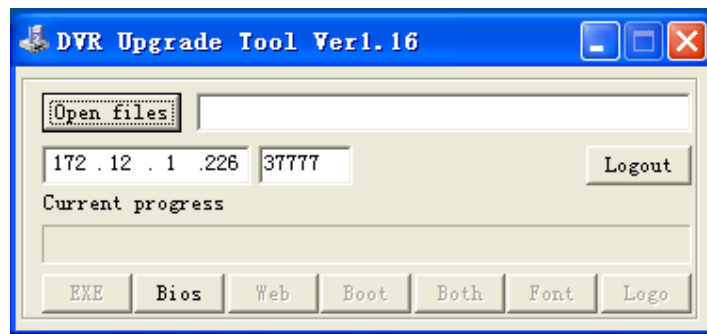 DVR Upgrade Tool Ver1.16
Open files
172 . 12 . 1 .226 37777 Logout
Current progress
EXE Bios Web Boot Both Font Logo